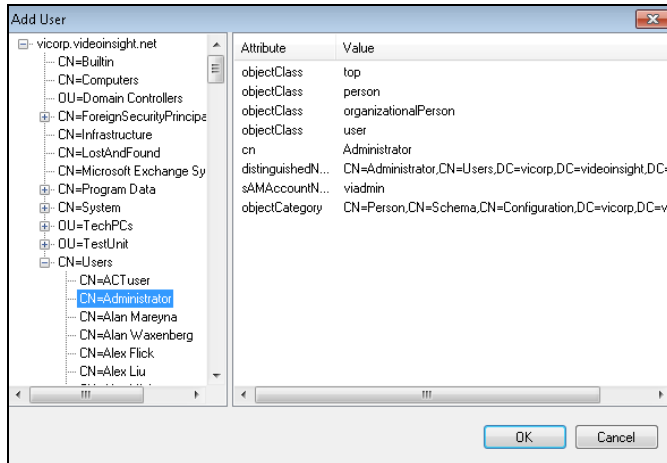 Add User
vicorp.videoinsight.net
CN=Builtin
CN=Computers
OU=Domain Controllers
CN=ForeignSecurityPrincipa
CN=Infrastructure
CN=LostAndFound
CN=Microsoft Exchange Sy
CN=Program Data
CN=System
OU=TechPCs
OU=TestUnit
CN=Users
CN=ACTuser
CN=Administrator
CN=Alan Mareyna
CN=Alan Waxenberg
CN=Alex Flick
CN=Alex Liu
Attribute Value
objectClass top
objectClass person
objectClass organizationalPerson
objectClass user
cn Administrator
distinguishedN... CN=Administrator,CN=Users,DC=vicorp,DC=videoinsight,DC=
sAMAccountN... viadmin
objectCategory CN=Person,CN=Schema,CN=Configuration,DC=vicorp,DC=v
OK Cancel